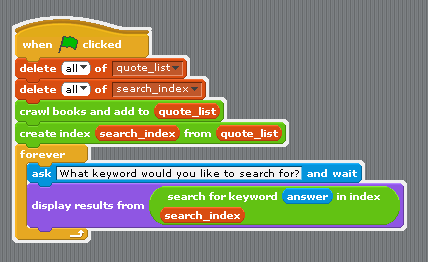 when clicked
delete all of quote_list
delete all of search_index
crawl books and add to quote_list
create index search_index from quote_list
forever
ask What keyword would you like to search for? and wait
search for keyword answer in index
display results from
search_index